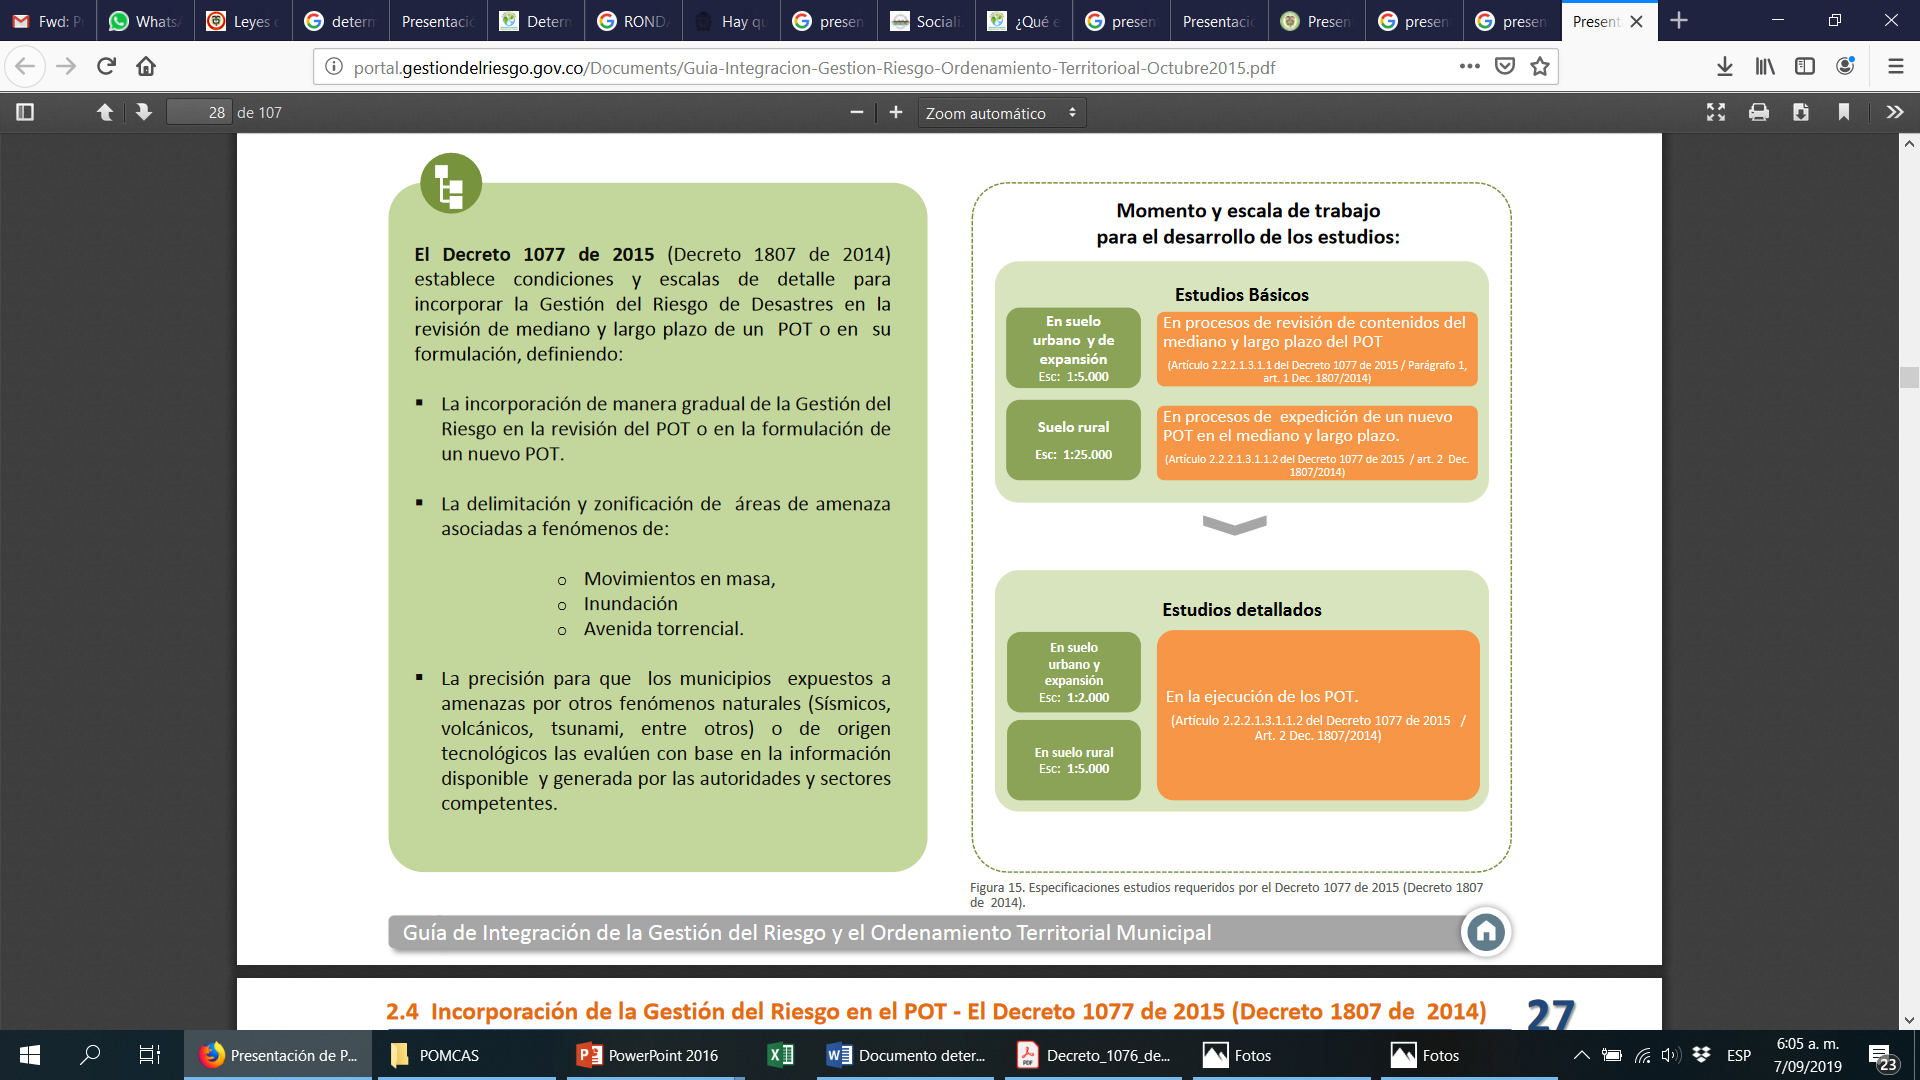 Fwd: P
Whats
Leyes
determ
Presentaci
Determ
RONDA
Hay qu
presen
Sociali
¿Qué e
presen
Presentaci
Presen
presen
presen
Present
portal.gestiondelriesgo.gov.co/Documents/Guia-Integracion-Gestion-Riesgo-Ordenamiento-Territorioal-Octubre2015.pdf
28 de 107
Zoom automático
El Decreto 1077 de 2015 (Decreto 1807 de 2014)
establece condiciones y escalas de detalle para
incorporar la Gestión del Riesgo de Desastres en la
revisión de mediano y largo plazo de un POT o en su
formulación, definiendo:
▪ La incorporación de manera gradual de la Gestión del
Riesgo en la revisión del POT o en la formulación de
un nuevo POT.
▪ La delimitación y zonificación de áreas de amenaza
asociadas a fenómenos de:
o Movimientos en masa,
o Inundación
o Avenida torrencial.
▪ La precisión para que los municipios expuestos a
amenazas por otros fenómenos naturales (Sísmicos,
volcánicos, tsunami, entre otros) o de origen
tecnológicos las evalúen con base en la información
disponible y generada por las autoridades y sectores
competentes.
Momento y escala de trabajo
para el desarrollo de los estudios:
Estudios Básicos
En suelo
urbano y de
expansión
Esc: 1:5.000
En procesos de revisión de contenidos del
mediano y largo plazo del POT
(Artículo 2.2.2.1.3.1.1 del Decreto 1077 de 2015 / Parágrafo 1,
art. 1 Dec. 1807/2014)
Suelo rural
Esc: 1:25.000
En procesos de expedición de un nuevo
POT en el mediano y largo plazo.
(Artículo 2.2.2.1.3.1.1.2 del Decreto 1077 de 2015 / art. 2 Dec.
1807/2014)
Estudios detallados
En suelo
urbano y
expansión
Esc: 1:2.000
En suelo rural
Esc: 1:5.000
En la ejecución de los POT.
(Artículo 2.2.2.1.3.1.1.2 del Decreto 1077 de 2015 /
Art. 2 Dec. 1807/2014)
Figura 15. Especificaciones estudios requeridos por el Decreto 1077 de 2015 (Decreto 1807
de 2014).
Guía de Integración de la Gestión del Riesgo y el Ordenamiento Territorial Municipal
2.4 Incorporación de la Gestión del Riesgo en el POT - El Decreto 1077 de 2015 (Decreto 1807 de 2014)
27
Presentación de P...
POMCAS
PowerPoint 2016
Documento deter...
Decreto_1076_de...
Fotos
Fotos
ESP
6:05 a. m.
7/09/2019
23